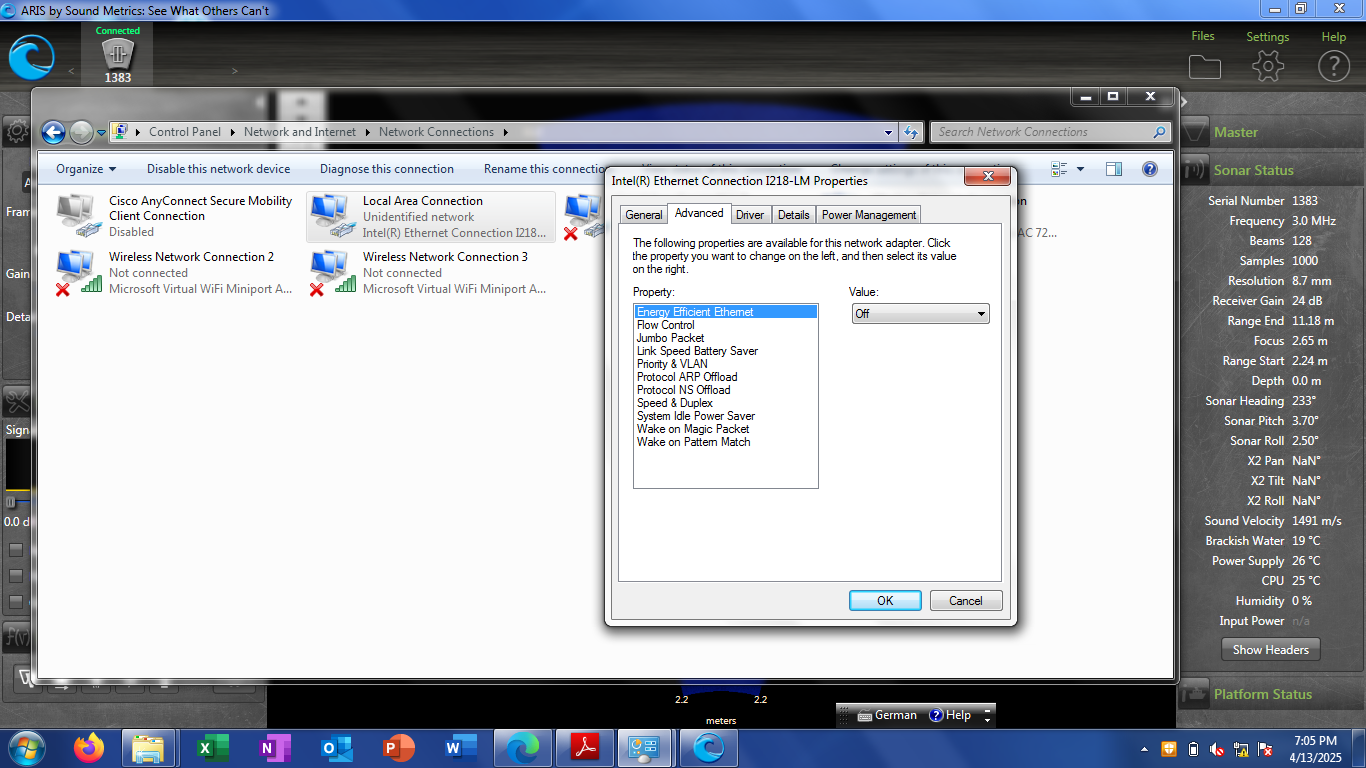 ARIS by Sound Metrics: See What Others Can't
Connected
1383
Files
Settings
Help
Control Panel
Network and Internet
Network Connections
Search Network Connections
Organize
Disable this network device
Diagnose this connection
Rename this connection
Cisco AnyConnect Secure Mobility
Client Connection
Disabled
Local Area Connection
Unidentified network
Intel(R) Ethernet Connection I218...
AC 72...
Wireless Network Connection 2
Not connected
Microsoft Virtual WiFi Miniport A...
Wireless Network Connection 3
Not connected
Microsoft Virtual WiFi Miniport A...
Intel(R) Ethernet Connection I218-LM Properties
General
Advanced
Driver
Details
Power Management
The following properties are available for this network adapter. Click
the property you want to change on the left, and then select its value
on the right.
Property:
Value:
Energy Efficient Ethernet
Flow Control
Jumbo Packet
Link Speed Battery Saver
Priority & VLAN
Protocol ARP Offload
Protocol NS Offload
Speed & Duplex
System Idle Power Saver
Wake on Magic Packet
Wake on Pattern Match
Off
OK
Cancel
Master
Sonar Status
Serial Number 1383
Frequency 3.0 MHz
Beams 128
Samples 1000
Resolution 8.7 mm
Receiver Gain 24 dB
Range End 11.18 m
Focus 2.65 m
Range Start 2.24 m
Depth 0.0 m
Sonar Heading 233°
Sonar Pitch 3.70°
Sonar Roll 2.50°
X2 Pan NaN°
X2 Tilt NaN°
X2 Roll NaN°
Sound Velocity 1491 m/s
Brackish Water 19 °C
Power Supply 26 °C
CPU 25 °C
Humidity 0 %
Input Power n/a
Show Headers
Platform Status
Fram
Gain
Deta
Sign
0.0 d
f(v)
2.2
2.2
meters
German
Help
7:05 PM
4/13/2025